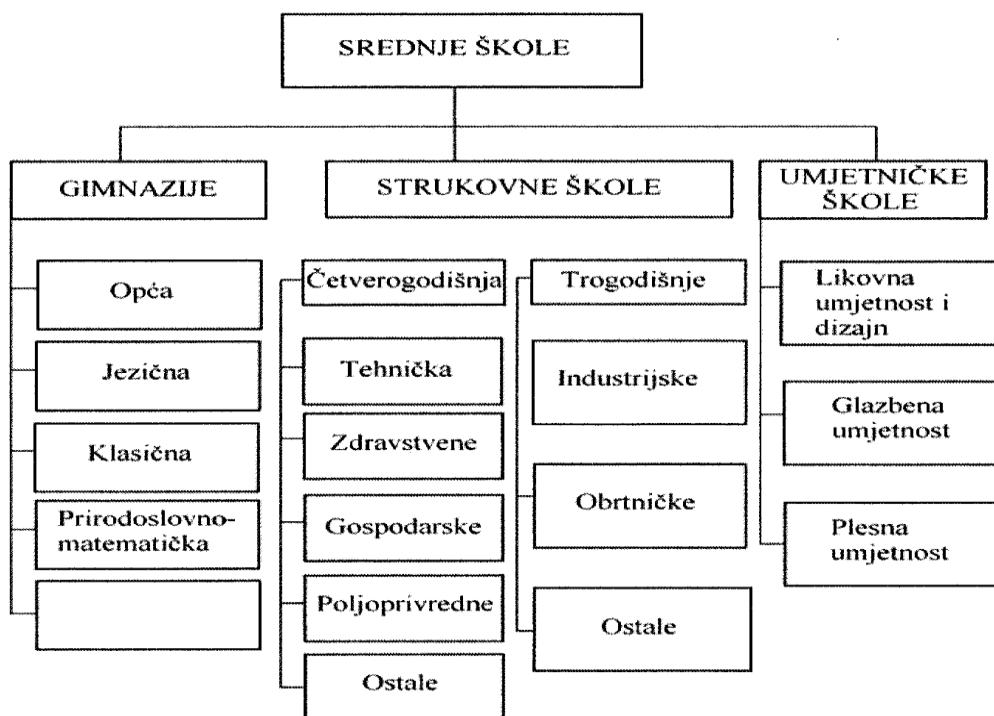 SREDNJE ŠKOLE
GIMNAZIJE
STRUKOVNE ŠKOLE
UMJETNIČKE
ŠKOLE
Opća
Jezična
Klasična
Prirodoslovno-
matematička
Četverogodišnja
Tehnička
Zdravstvene
Gospodarske
Poljoprivredne
Ostale
Trogodišnje
Industrijske
Obrtničke
Ostale
Likovna
umjetnost i
dizajn
Glazbena
umjetnost
Plesna
umjetnost